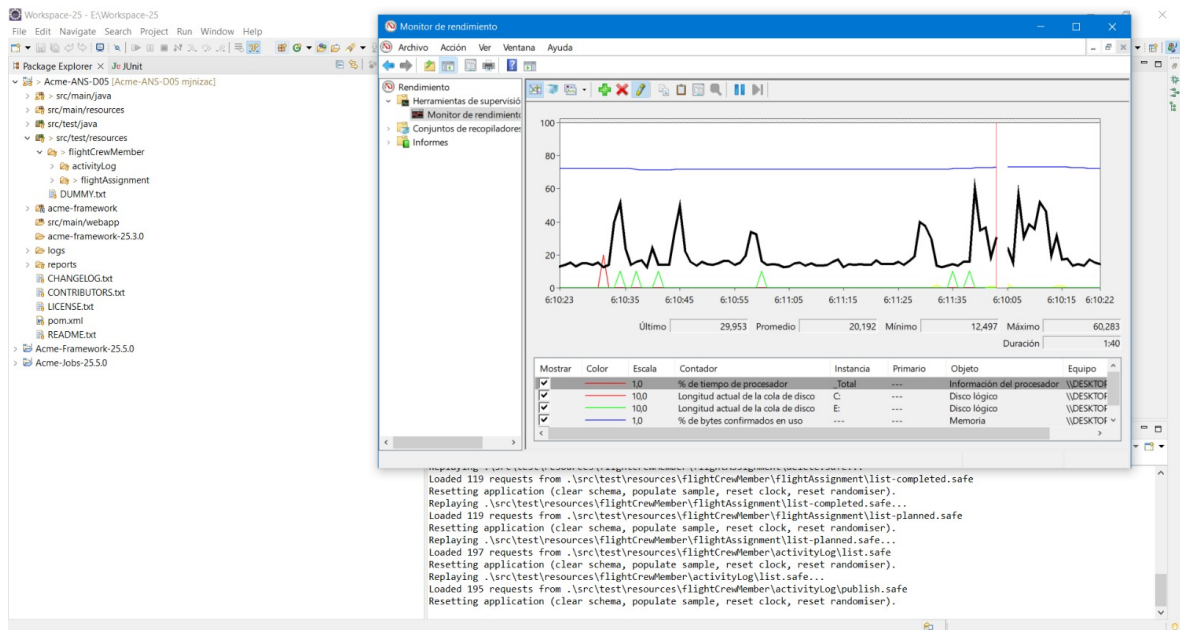 Workspace-25 - E:\Workspace-25
File Edit Navigate Search Project Run Window Help
Package Explorer × JUnit
> Acme-ANS-D05 [Acme-ANS-D05 mjnizac]
> src/main/java
> src/main/resources
> src/test/java
> src/test/resources
> flightCrewMember
> activityLog
> flightAssignment
DUMMY.txt
acme-framework
src/main/webapp
acme-framework-25.3.0
> logs
> reports
CHANGELOG.txt
CONTRIBUTORS.txt
LICENSE.txt
pom.xml
README.txt
Acme-Framework-25.5.0
Acme-Jobs-25.5.0
Monitor de rendimiento
Archivo Acción Ver Ventana Ayuda
Rendimiento
Herramientas de supervisió
Monitor de rendimiento
Conjuntos de recopiladores
Informes
100
80
60
40
20
0
6:10:23 6:10:35 6:10:45 6:10:55 6:11:05 6:11:15 6:11:25 6:11:35 6:10:05 6:10:15 6:10:22
Último 29,953 Promedio 20,192 Mínimo 12,497 Máximo 60,283
Duración 1:40
Mostrar Color Escala Contador Instancia Primario Objeto Equipo
1,0 % de tiempo de procesador _Total --- Información del procesador \\DESKTOP
10,0 Longitud actual de la cola de disco C: --- Disco lógico \\DESKTOP
10,0 Longitud actual de la cola de disco E: --- Disco lógico \\DESKTOP
1,0 % de bytes confirmados en uso --- --- Memoria \\DESKTOP
Replaying .\src\test\resources\flightCrewMember\flightAssignment\delete.safe...
Loaded 119 requests from .\src\test\resources\flightCrewMember\flightAssignment\list-completed.safe
Resetting application (clear schema, populate sample, reset clock, reset randomiser).
Replaying .\src\test\resources\flightCrewMember\flightAssignment\list-completed.safe...
Loaded 119 requests from .\src\test\resources\flightCrewMember\flightAssignment\list-planned.safe
Resetting application (clear schema, populate sample, reset clock, reset randomiser).
Replaying .\src\test\resources\flightCrewMember\flightAssignment\list-planned.safe...
Loaded 197 requests from .\src\test\resources\flightCrewMember\activityLog\list.safe
Resetting application (clear schema, populate sample, reset clock, reset randomiser).
Replaying .\src\test\resources\flightCrewMember\activityLog\list.safe...
Loaded 195 requests from .\src\test\resources\flightCrewMember\activityLog\publish.safe
Resetting application (clear schema, populate sample, reset clock, reset randomiser).